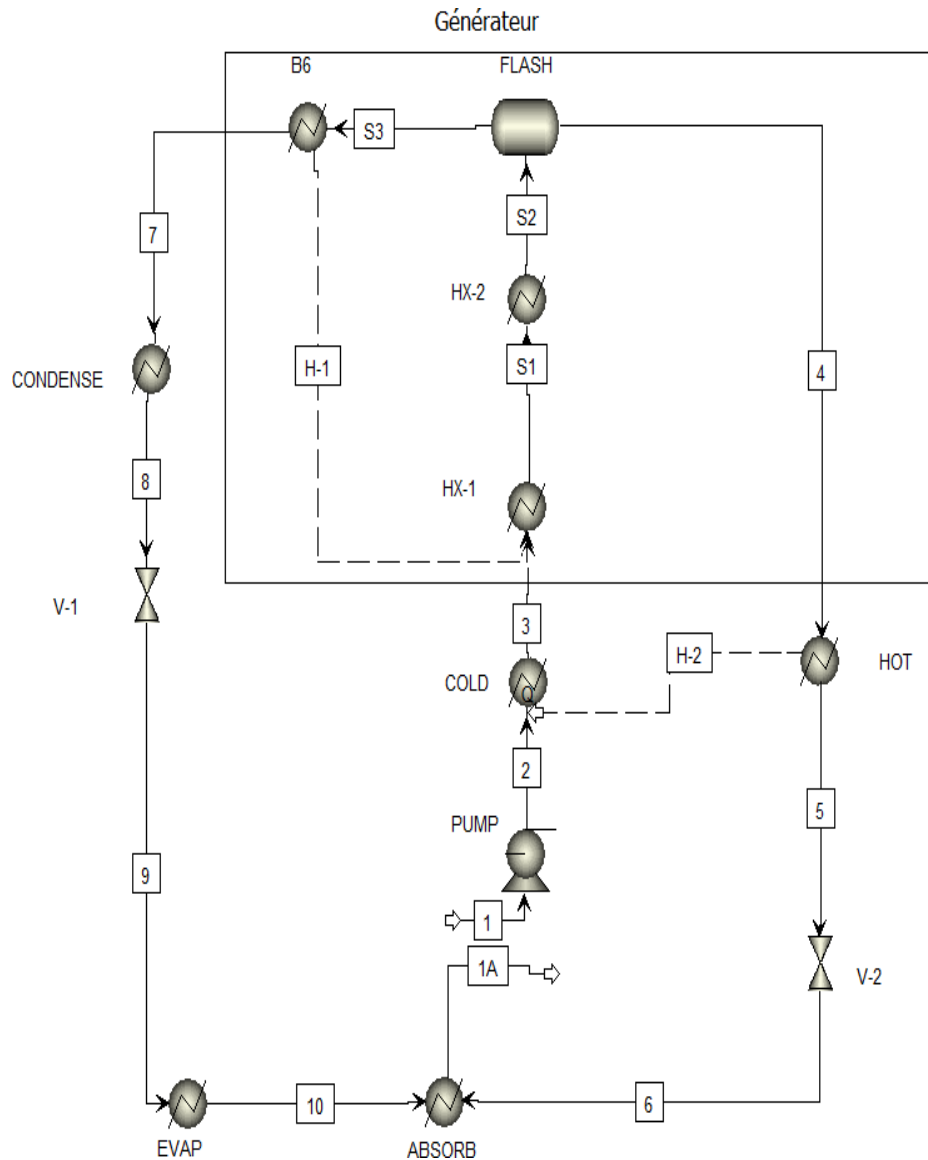 Générateur
B6
FLASH
S3
S2
7
HX-2
H-1
S1
4
CONDENSE
8
HX-1
V-1
3
H-2
HOT
COLD
Q
2
PUMP
5
9
1
1A
V-2
10
6
EVAP
ABSORB